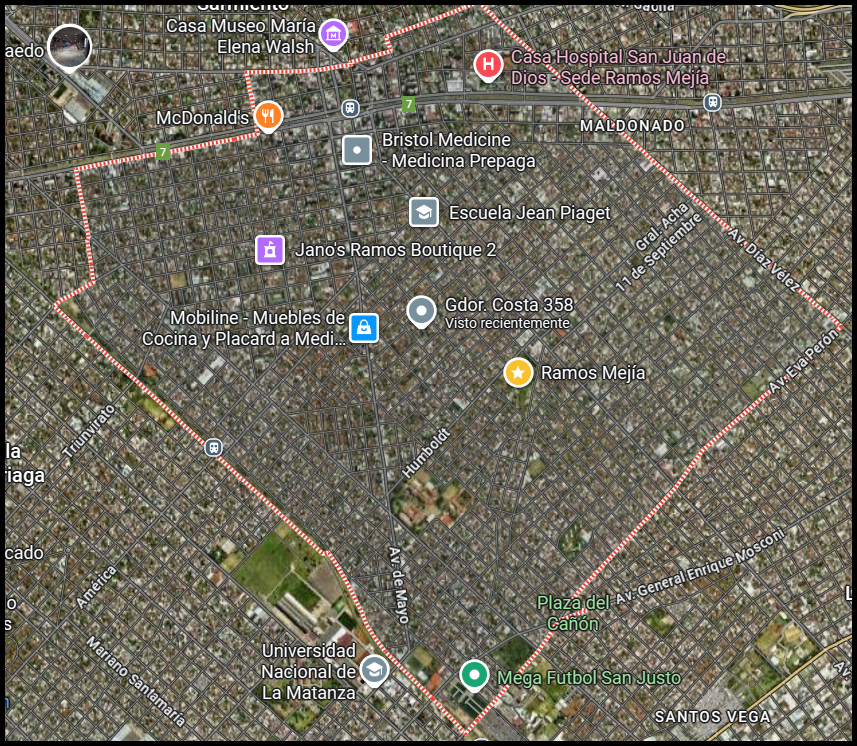 Sarmiento
Gaona
Casa Museo María
Elena Walsh
aedo
Casa Hospital San Juan de
Dios - Sede Ramos Mejía
H
7
McDonald's
MALDONADO
7
Bristol Medicine
- Medicina Prepaga
Escuela Jean Piaget
Gral. Acha
11 de Septiembre
Av. Díaz Vélez
Jano's Ramos Boutique 2
Gdor. Costa 358
Visto recientemente
Mobiline - Muebles de
Cocina y Placard a Medi...
Av. Eva Perón
Ramos Mejía
Triunvirato
Humboldt
la
riaga
cado
América
Av. de Mayo
Av. General Enrique Mosconi
o
s
Plaza del
Cañón
Mariano Santamaría
Universidad
Nacional de
La Matanza
Mega Futbol San Justo
Av.
SANTOS VEGA